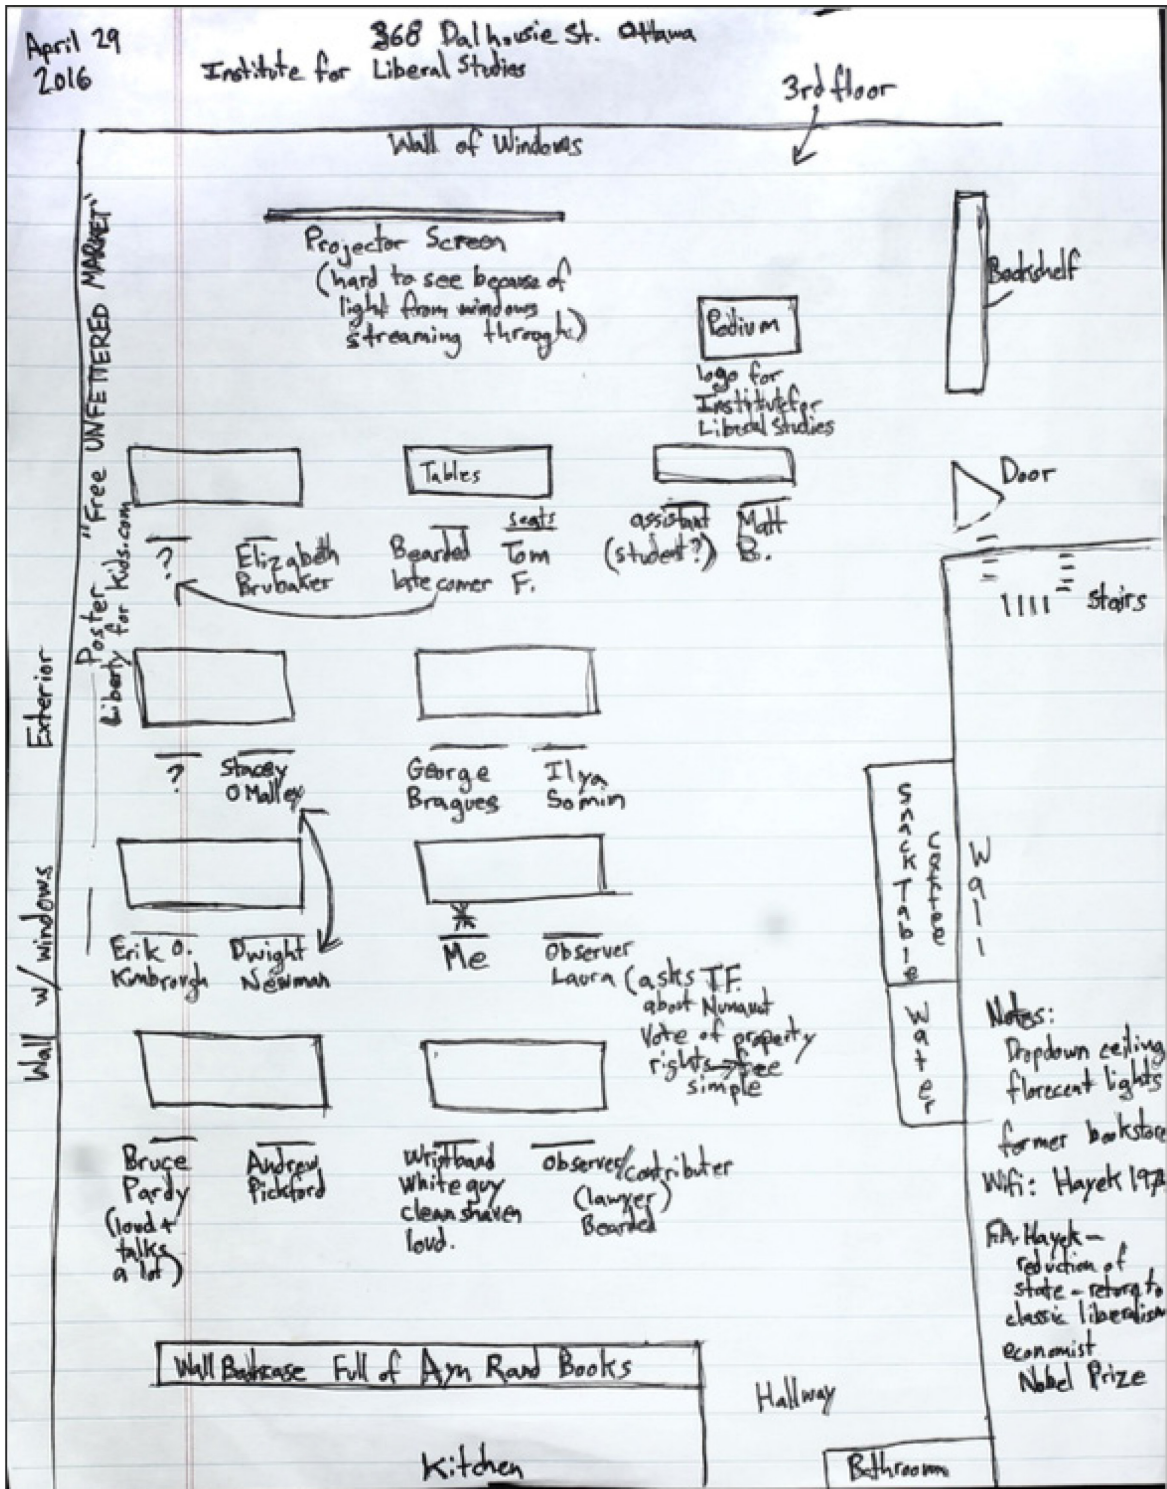 April 29
2016
368 Dalhousie St. Ottawa
Institute for Liberal Studies
3rd floor
Wall of Windows
Projector Screen
(hard to see because of
light from windows
streaming through)
Podium
logo for
Institute for
Liberal Studies
Bookshelf
Poster "Free UNFETTERED MARKET"
Liberty for Kids.com
Tables
Door
Stairs
?
Elizabeth
Brubaker
Bearded
late comer
seats
Tom
F.
assistant
(student?)
Matt
B.
Exterior
Wall w/ windows
?
Stacey
O Malley
George
Bragues
Ilya
Somin
Snack Table
Coffee
Water
Wall
Erik O.
Kimbrough
Dwight
Newman
Me
Observer
Laura (asks T.F.
about Nunavut
Vote of property
rights → fee
simple
Bruce
Pardy
(loud +
talks
a lot)
Andrew
Pickford
Wristband
White guy
clean shaven
loud.
Observer/contributer
(lawyer)
Bearded
Notes:
Dropdown ceiling
florecent lights
former bookstore
Wifi: Hayek
F.A. Hayek -
reduction of
state - return to
classic liberalism
economist
Nobel Prize
Wall Bookcase Full of Ayn Rand Books
Hallway
Kitchen
Bathroom